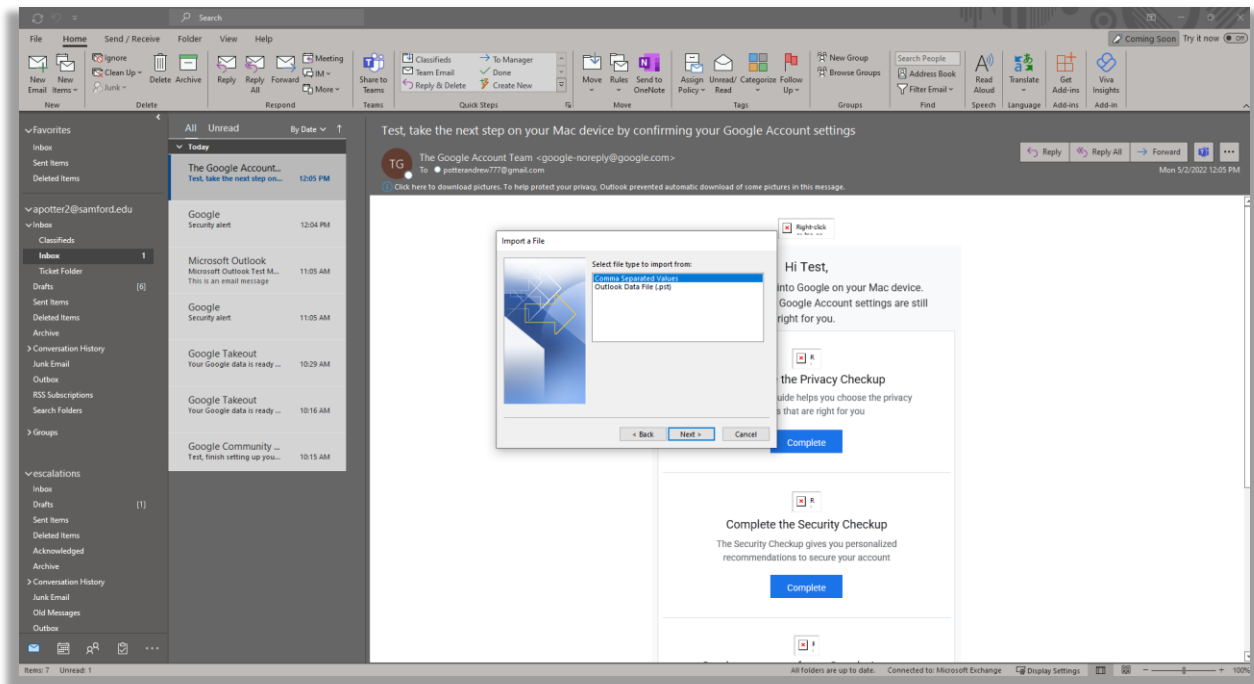 Search
Coming Soon Try it now Off
File Home Send / Receive Folder View Help
New Email
New Items
Ignore
Clean Up
Junk
Delete
Archive
Reply
Reply All
Forward
Meeting
IM
More
Share to Teams
Classifieds
Team Email
Reply & Delete
To Manager
Done
Create New
Move
Rules
Send to OneNote
Assign Policy
Unread/ Read
Categorize
Follow Up
New Group
Browse Groups
Search People
Address Book
Filter Email
Read Aloud
Translate
Get Add-ins
Viva Insights
New Delete Respond Teams Quick Steps Move Tags Groups Find Speech Language Add-ins Add-in
Favorites
Inbox
Sent Items
Deleted Items
apotter2@samford.edu
Inbox
Classifieds
Inbox 1
Ticket Folder
Drafts [6]
Sent Items
Deleted Items
Archive
Conversation History
Junk Email
Outbox
RSS Subscriptions
Search Folders
Groups
escalations
Inbox
Drafts [1]
Sent Items
Deleted Items
Acknowledged
Archive
Conversation History
Junk Email
Old Messages
Outbox
All Unread By Date
Today
The Google Account...
Test, take the next step on... 12:05 PM
Google
Security alert 12:04 PM
Microsoft Outlook
Microsoft Outlook Test M... 11:05 AM
This is an email message
Google
Security alert 11:05 AM
Google Takeout
Your Google data is ready ... 10:29 AM
Google Takeout
Your Google data is ready ... 10:16 AM
Google Community ...
Test, finish setting up you... 10:15 AM
Test, take the next step on your Mac device by confirming your Google Account settings
TG
The Google Account Team <google-noreply@google.com>
To potterandrew777@gmail.com
Reply Reply All Forward
Mon 5/2/2022 12:05 PM
Click here to download pictures. To help protect your privacy, Outlook prevented automatic download of some pictures in this message.
Right-click
Hi Test,
into Google on your Mac device.
Google Account settings are still
right for you.
the Privacy Checkup
uide helps you choose the privacy
s that are right for you
Complete
Complete the Security Checkup
The Security Checkup gives you personalized
recommendations to secure your account
Complete
Import a File
Select file type to import from:
Comma Separated Values
Outlook Data File (.pst)
< Back Next > Cancel
Items: 7 Unread: 1
All folders are up to date. Connected to: Microsoft Exchange Display Settings 100%